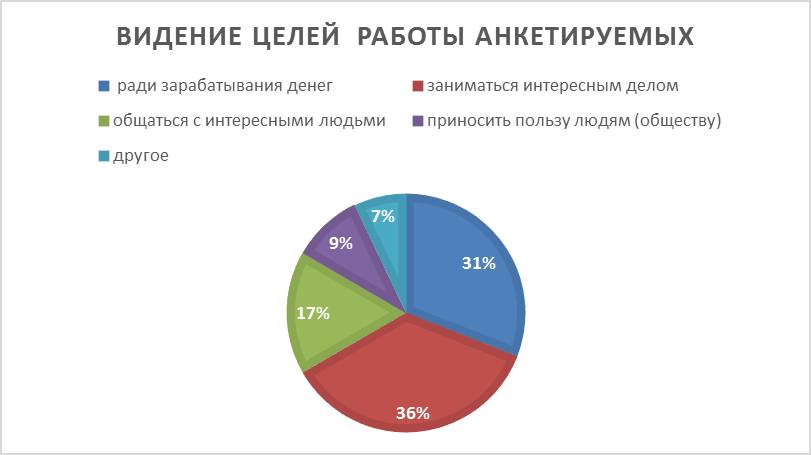 ВИДЕНИЕ ЦЕЛЕЙ РАБОТЫ АНКЕТИРУЕМЫХ
ради зарабатывания денег
заниматься интересным делом
общаться с интересными людьми
приносить пользу людям (обществу)
другое
7%
9%
31%
17%
36%